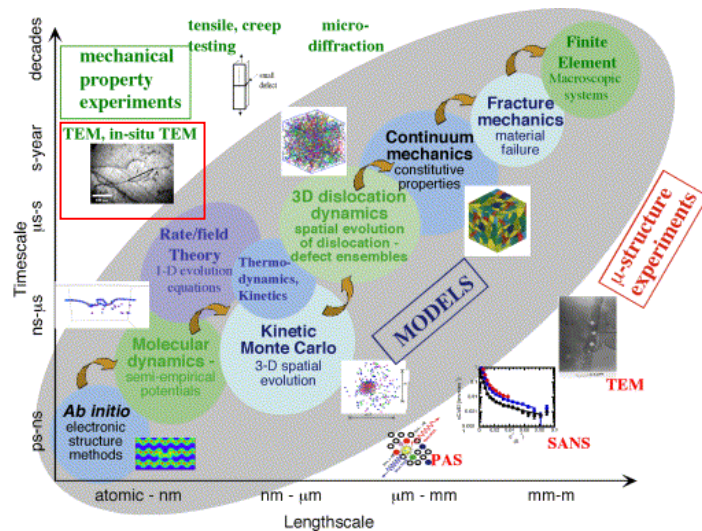 tensile, creep
testing
micro-
diffraction
mechanical
property
experiments
small
defect
TEM, in-situ TEM
Finite
Element
Macroscopic
systems
Fracture
mechanics
material
failure
Continuum
mechanics
constitutive
properties
3D dislocation
dynamics
spatial evolution
of dislocation -
defect ensembles
Rate/field
Theory
1-D evolution
equations
Thermo-
dynamics,
Kinetics
Kinetic
Monte Carlo
3-D spatial
evolution
Molecular
dynamics -
semi-empirical
potentials
Ab initio
electronic
structure
methods
MODELS
μ-structure
experiments
TEM
SANS
PAS
Timescale
decades
s-year
μs-s
ns-μs
ps-ns
atomic - nm
nm - μm
μm - mm
mm-m
Lengthscale